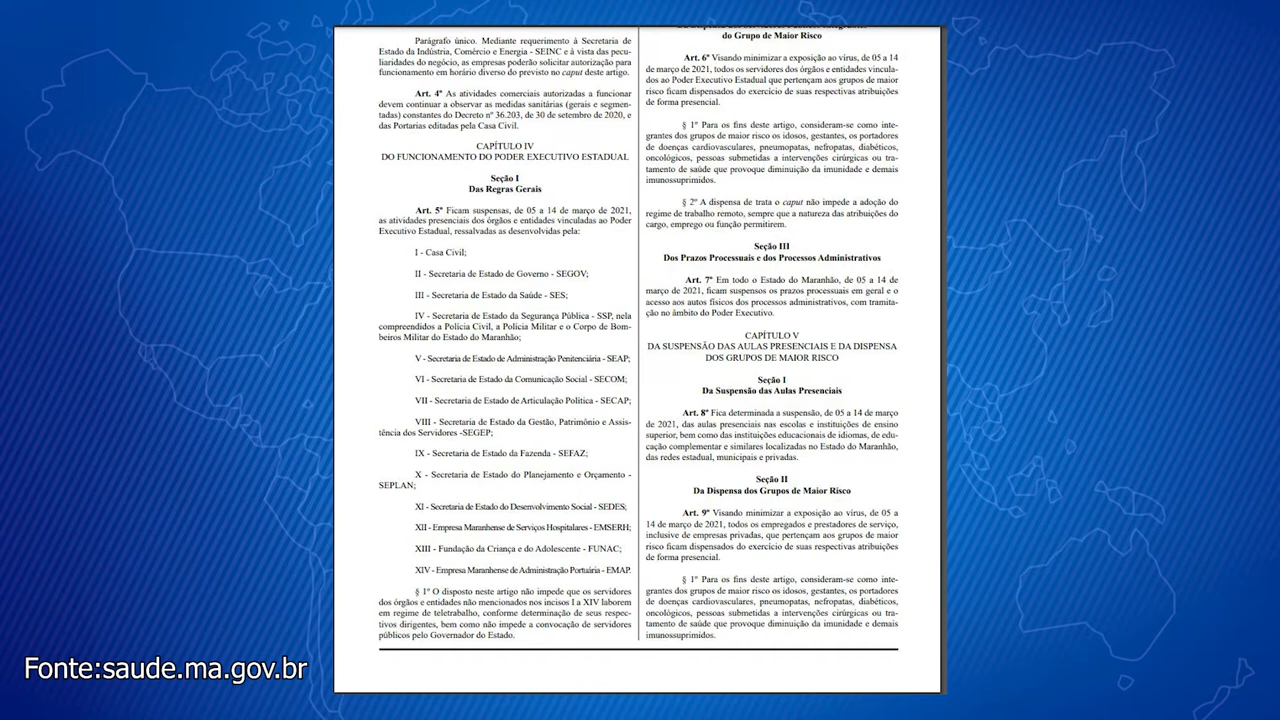 Parágrafo único. Mediante requerimento à Secretaria de
Estado da Indústria, Comércio e Energia - SEINC e à vista das pecu-
liaridades do negócio, as empresas poderão solicitar autorização para
funcionamento em horário diverso do previsto no caput deste artigo.
Art. 4º As atividades comerciais autorizadas a funcionar
devem continuar a observar as medidas sanitárias (gerais e segmen-
tadas) constantes do Decreto nº 36.203, de 30 de setembro de 2020, e
das Portarias editadas pela Casa Civil.
CAPÍTULO IV
DO FUNCIONAMENTO DO PODER EXECUTIVO ESTADUAL
Seção I
Das Regras Gerais
Art. 5º Ficam suspensas, de 05 a 14 de março de 2021,
as atividades presenciais dos órgãos e entidades vinculadas ao Poder
Executivo Estadual, ressalvadas as desenvolvidas pela:
I - Casa Civil;
II - Secretaria de Estado de Governo - SEGOV;
III - Secretaria de Estado da Saúde - SES;
IV - Secretaria de Estado da Segurança Pública - SSP, nela
compreendidos a Polícia Civil, a Polícia Militar e o Corpo de Bom-
beiros Militar do Estado do Maranhão;
V - Secretaria de Estado de Administração Penitenciária - SEAP;
VI - Secretaria de Estado da Comunicação Social - SECOM;
VII - Secretaria de Estado de Articulação Política - SECAP;
VIII - Secretaria de Estado da Gestão, Patrimônio e Assis-
tência dos Servidores -SEGEP;
IX - Secretaria de Estado da Fazenda - SEFAZ;
X - Secretaria de Estado do Planejamento e Orçamento -
SEPLAN;
XI - Secretaria de Estado do Desenvolvimento Social - SEDES;
XII - Empresa Maranhense de Serviços Hospitalares - EMSERH;
XIII - Fundação da Criança e do Adolescente - FUNAC;
XIV - Empresa Maranhense de Administração Portuária - EMAP.
§ 1º O disposto neste artigo não impede que os servidores
dos órgãos e entidades não mencionados nos incisos I a XIV laborem
em regime de teletrabalho, conforme determinação de seus respec-
tivos dirigentes, bem como não impede a convocação de servidores
públicos pelo Governador do Estado.
do Grupo de Maior Risco
Art. 6º Visando minimizar a exposição ao vírus, de 05 a 14
de março de 2021, todos os servidores dos órgãos e entidades vincula-
dos ao Poder Executivo Estadual que pertençam aos grupos de maior
risco ficam dispensados do exercício de suas respectivas atribuições
de forma presencial.
§ 1º Para os fins deste artigo, consideram-se como inte-
grantes dos grupos de maior risco os idosos, gestantes, os portadores
de doenças cardiovasculares, pneumopatas, nefropatas, diabéticos,
oncológicos, pessoas submetidas a intervenções cirúrgicas ou tra-
tamento de saúde que provoque diminuição da imunidade e demais
imunossuprimidos.
§ 2º A dispensa de trata o caput não impede a adoção do
regime de trabalho remoto, sempre que a natureza das atribuições do
cargo, emprego ou função permitirem.
Seção III
Dos Prazos Processuais e dos Processos Administrativos
Art. 7º Em todo o Estado do Maranhão, de 05 a 14 de
março de 2021, ficam suspensos os prazos processuais em geral e o
acesso aos autos físicos dos processos administrativos, com tramita-
ção no âmbito do Poder Executivo.
CAPÍTULO V
DA SUSPENSÃO DAS AULAS PRESENCIAIS E DA DISPENSA
DOS GRUPOS DE MAIOR RISCO
Seção I
Da Suspensão das Aulas Presenciais
Art. 8º Fica determinada a suspensão, de 05 a 14 de março
de 2021, das aulas presenciais nas escolas e instituições de ensino
superior, bem como das instituições educacionais de idiomas, de edu-
cação complementar e similares localizadas no Estado do Maranhão,
das redes estadual, municipais e privadas.
Seção II
Da Dispensa dos Grupos de Maior Risco
Art. 9º Visando minimizar a exposição ao vírus, de 05 a
14 de março de 2021, todos os empregados e prestadores de serviço,
inclusive de empresas privadas, que pertençam aos grupos de maior
risco ficam dispensados do exercício de suas respectivas atribuições
de forma presencial.
§ 1º Para os fins deste artigo, consideram-se como inte-
grantes dos grupos de maior risco os idosos, gestantes, os portadores
de doenças cardiovasculares, pneumopatas, nefropatas, diabéticos,
oncológicos, pessoas submetidas a intervenções cirúrgicas ou tra-
tamento de saúde que provoque diminuição da imunidade e demais
imunossuprimidos.
Fonte:saude.ma.gov.br